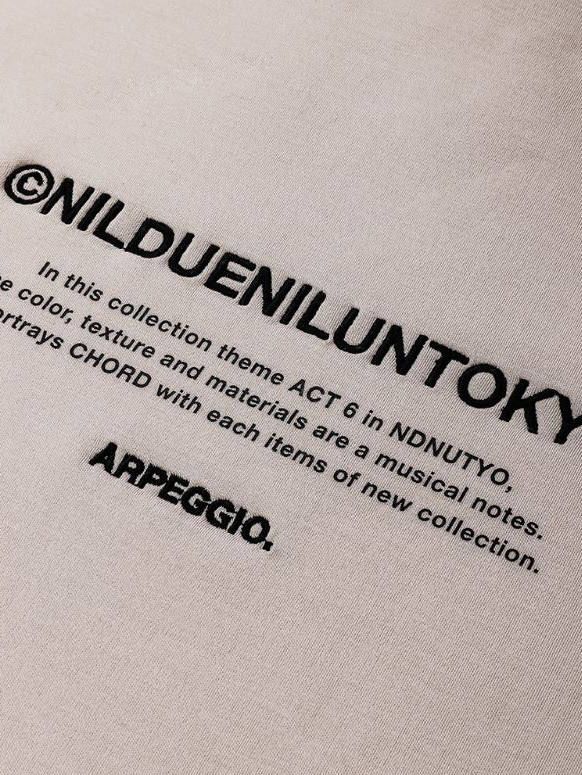 ©NILDUENILUNTOKY
In this collection theme ACT 6 in NDNUTYO,
color, texture and materials are a musical notes.
CHORD with each items of new collection.
ARPEGGIO.